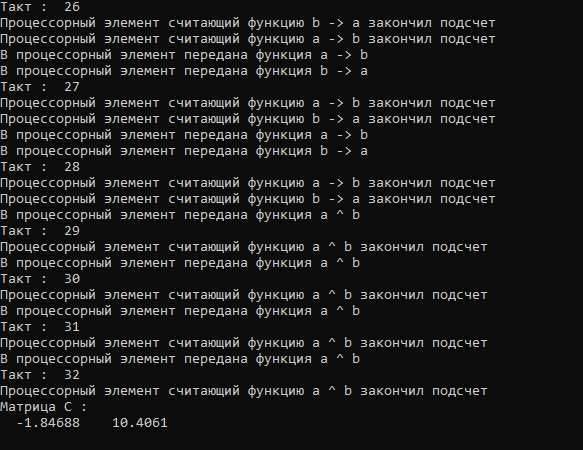 Такт :  26
Процессорный элемент считающий функцию b -> a закончил подсчет
Процессорный элемент считающий функцию a -> b закончил подсчет
В процессорный элемент передана функция a -> b
В процессорный элемент передана функция b -> a
Такт :  27
Процессорный элемент считающий функцию a -> b закончил подсчет
Процессорный элемент считающий функцию b -> a закончил подсчет
В процессорный элемент передана функция a -> b
В процессорный элемент передана функция b -> a
Такт :  28
Процессорный элемент считающий функцию a -> b закончил подсчет
Процессорный элемент считающий функцию b -> a закончил подсчет
В процессорный элемент передана функция a ^ b
Такт :  29
Процессорный элемент считающий функцию a ^ b закончил подсчет
В процессорный элемент передана функция a ^ b
Такт :  30
Процессорный элемент считающий функцию a ^ b закончил подсчет
В процессорный элемент передана функция a ^ b
Такт :  31
Процессорный элемент считающий функцию a ^ b закончил подсчет
В процессорный элемент передана функция a ^ b
Такт :  32
Процессорный элемент считающий функцию a ^ b закончил подсчет
Матрица C :
  -1.84688    10.4061